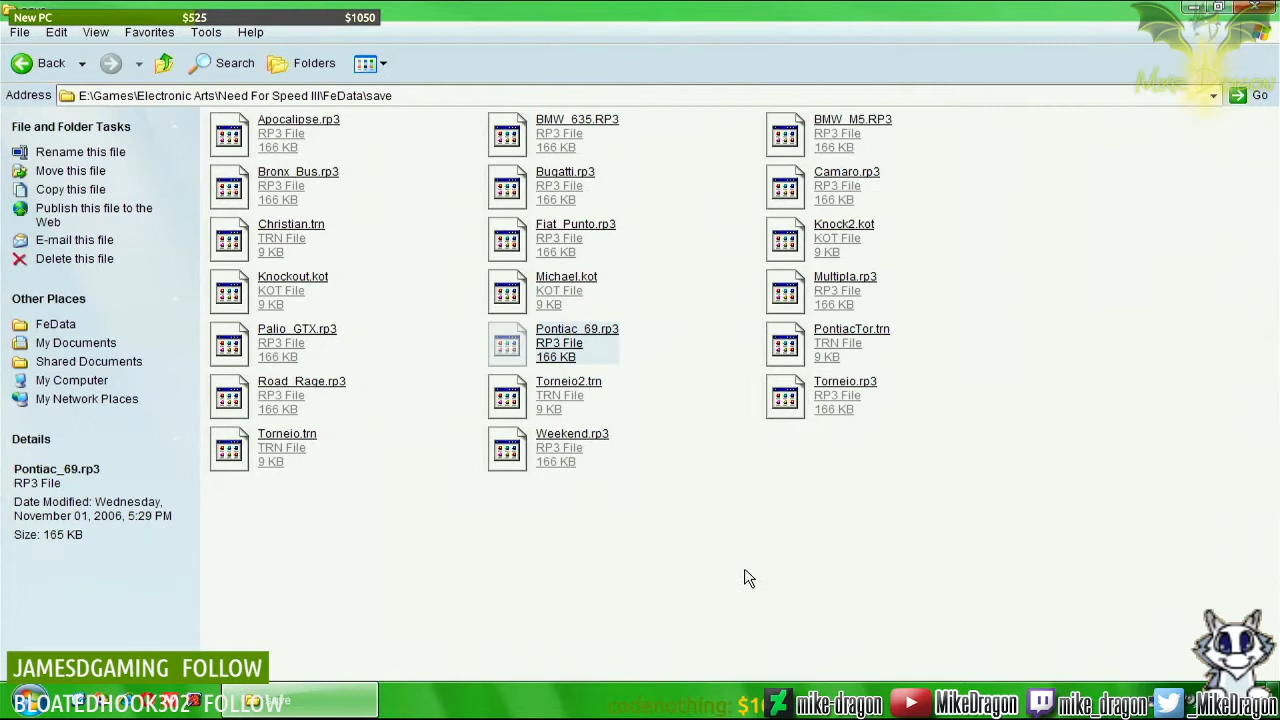 New PC $525 $1050
File Edit View Favorites Tools Help
Back Search Folders
Address E:\Games\Electronic Arts\Need For Speed III\FeData\save Go
File and Folder Tasks
Rename this file
Move this file
Copy this file
Publish this file to the
Web
E-mail this file
Delete this file
Other Places
FeData
My Documents
Shared Documents
My Computer
My Network Places
Details
Pontiac_69.rp3
RP3 File
Date Modified: Wednesday,
November 01, 2006, 5:29 PM
Size: 165 KB
Apocalipse.rp3
RP3 File
166 KB
BMW_635.RP3
RP3 File
166 KB
BMW_M5.RP3
RP3 File
166 KB
Bronx_Bus.rp3
RP3 File
166 KB
Bugatti.rp3
RP3 File
166 KB
Camaro.rp3
RP3 File
166 KB
Christian.trn
TRN File
9 KB
Fiat_Punto.rp3
RP3 File
166 KB
Knock2.kot
KOT File
9 KB
Knockout.kot
KOT File
9 KB
Michael.kot
KOT File
9 KB
Multipla.rp3
RP3 File
166 KB
Palio_GTX.rp3
RP3 File
166 KB
Pontiac_69.rp3
RP3 File
166 KB
PontiacTor.trn
TRN File
9 KB
Road_Rage.rp3
RP3 File
166 KB
Torneio2.trn
TRN File
9 KB
Torneio.rp3
RP3 File
166 KB
Torneio.trn
TRN File
9 KB
Weekend.rp3
RP3 File
166 KB
Mike Dragon
JAMESDGAMING FOLLOW
BLOATEDHOOK302 FOLLOW
codenothing:
mike-dragon MikeDragon mike_dragon _MikeDragon